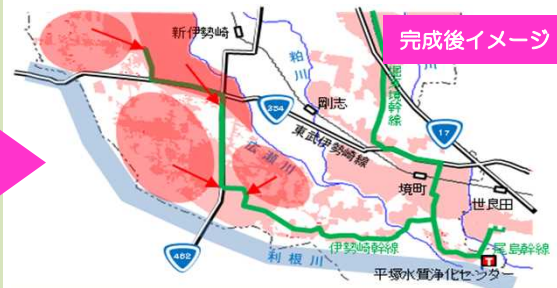 完成後イメージ
新伊勢崎
粕川
剛志
354
東武伊勢崎線
広瀬川
17
境町
世良田
伊勢崎幹線
尾島幹線
利根川
462
平塚水質浄化センター
T